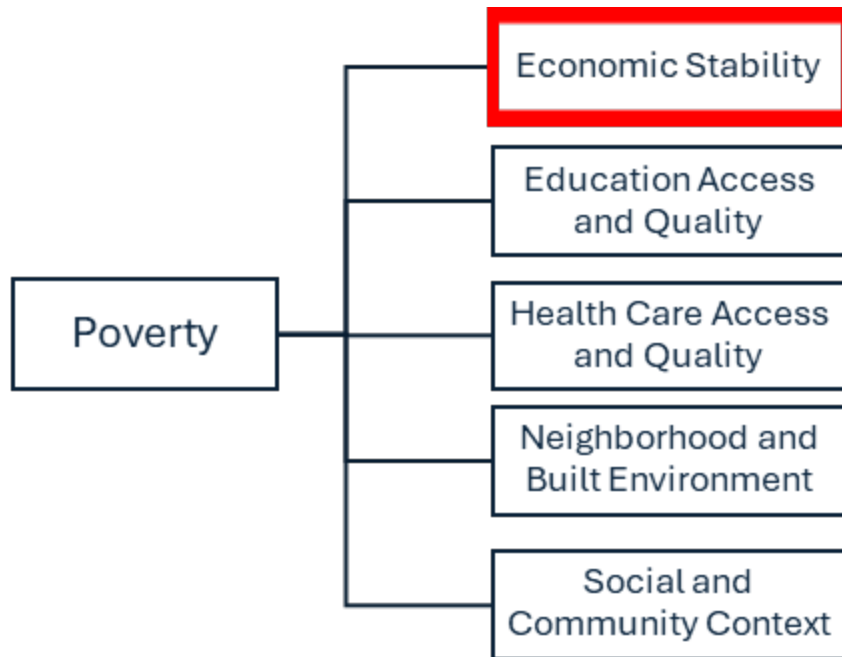 Economic Stability
Education Access
and Quality
Poverty
Health Care Access
and Quality
Neighborhood and
Built Environment
Social and
Community Context